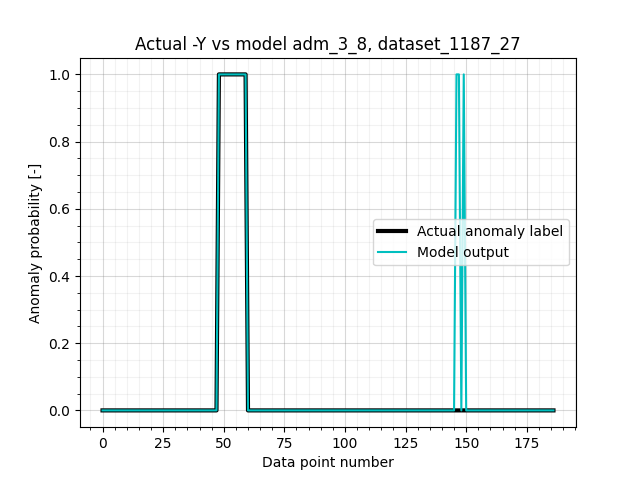 Actual -Y vs model adm_3_8, dataset_1187_27
1.0
0.8
0.6
0.4
0.2
0.0
Anomaly probability [-]
Actual anomaly label
Model output
0 25 50 75 100 125 150 175
Data point number